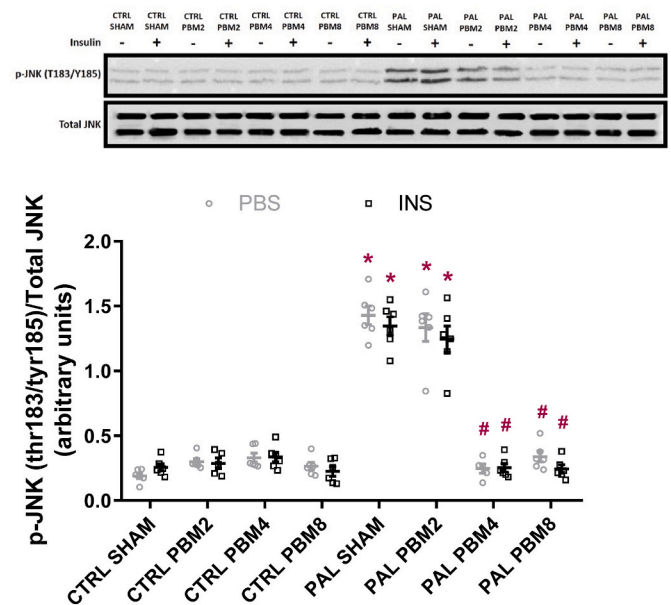 CTRL CTRL CTRL CTRL CTRL CTRL CTRL CTRL PAL PAL PAL PAL PAL PAL PAL PAL
SHAM SHAM PBM2 PBM2 PBM4 PBM4 PBM8 PBM8 SHAM SHAM PBM2 PBM2 PBM4 PBM4 PBM8 PBM8
Insulin - + - + - + - + - + - + - + - +
p-JNK (T183/Y185)
Total JNK
PBS INS
p-JNK (thr183/tyr185)/Total JNK
(arbitrary units)
2.0
1.5
1.0
0.5
0.0
* * * *
# # # #
CTRL SHAM
CTRL PBM2
CTRL PBM4
CTRL PBM8
PAL SHAM
PAL PBM2
PAL PBM4
PAL PBM8